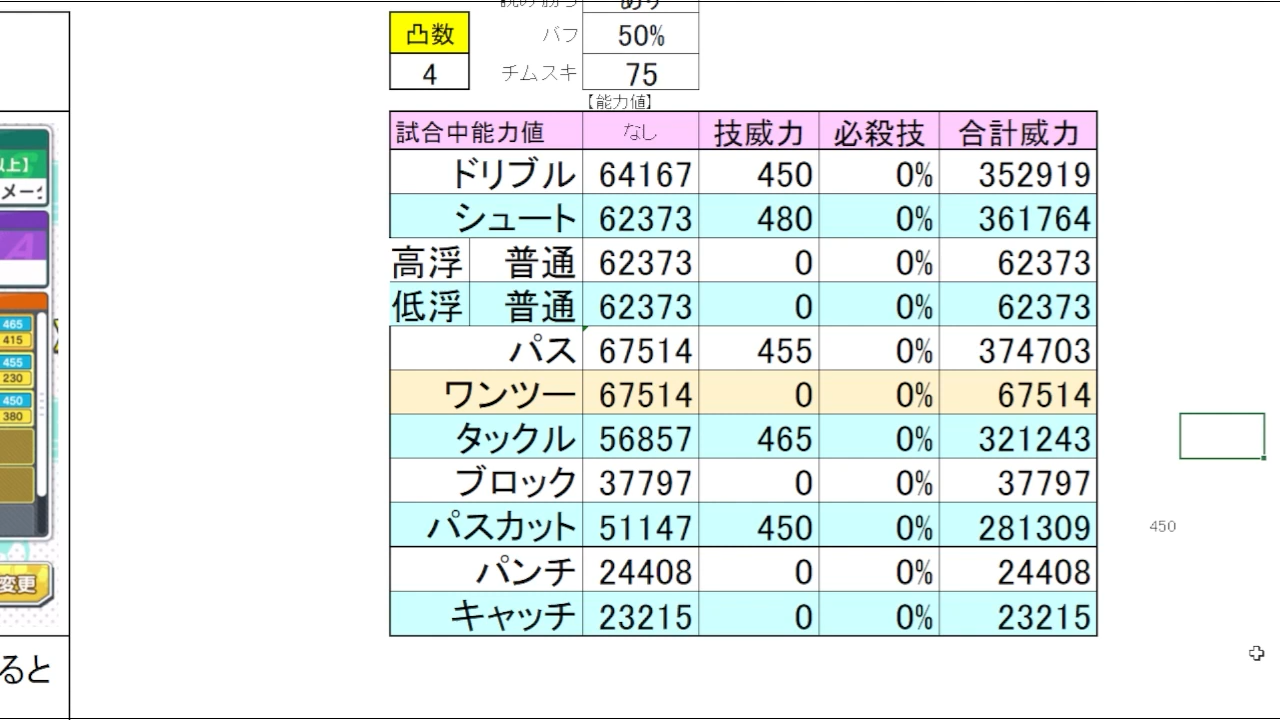 あり
凸数 バフ 50%
4 チムスキ 75
【能力値】
試合中能力値 なし 技威力 必殺技 合計威力
ドリブル 64167 450 0% 352919
シュート 62373 480 0% 361764
高浮 普通 62373 0 0% 62373
低浮 普通 62373 0 0% 62373
パス 67514 455 0% 374703
ワンツー 67514 0 0% 67514
タックル 56857 465 0% 321243
ブロック 37797 0 0% 37797
パスカット 51147 450 0% 281309
パンチ 24408 0 0% 24408
キャッチ 23215 0 0% 23215
450
以上】
メー
A
465
415
455
230
450
380
変更
ると